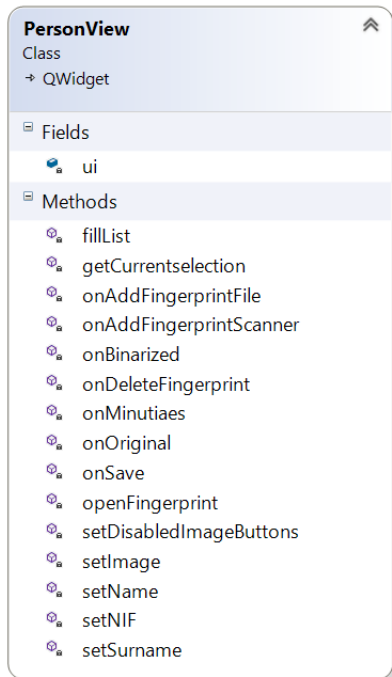 PersonView
Class
QWidget
Fields
ui
Methods
fillList
getCurrentselection
onAddFingerprintFile
onAddFingerprintScanner
onBinarized
onDeleteFingerprint
onMinutiaes
onOriginal
onSave
openFingerprint
setDisabledImageButtons
setImage
setName
setNIF
setSurname